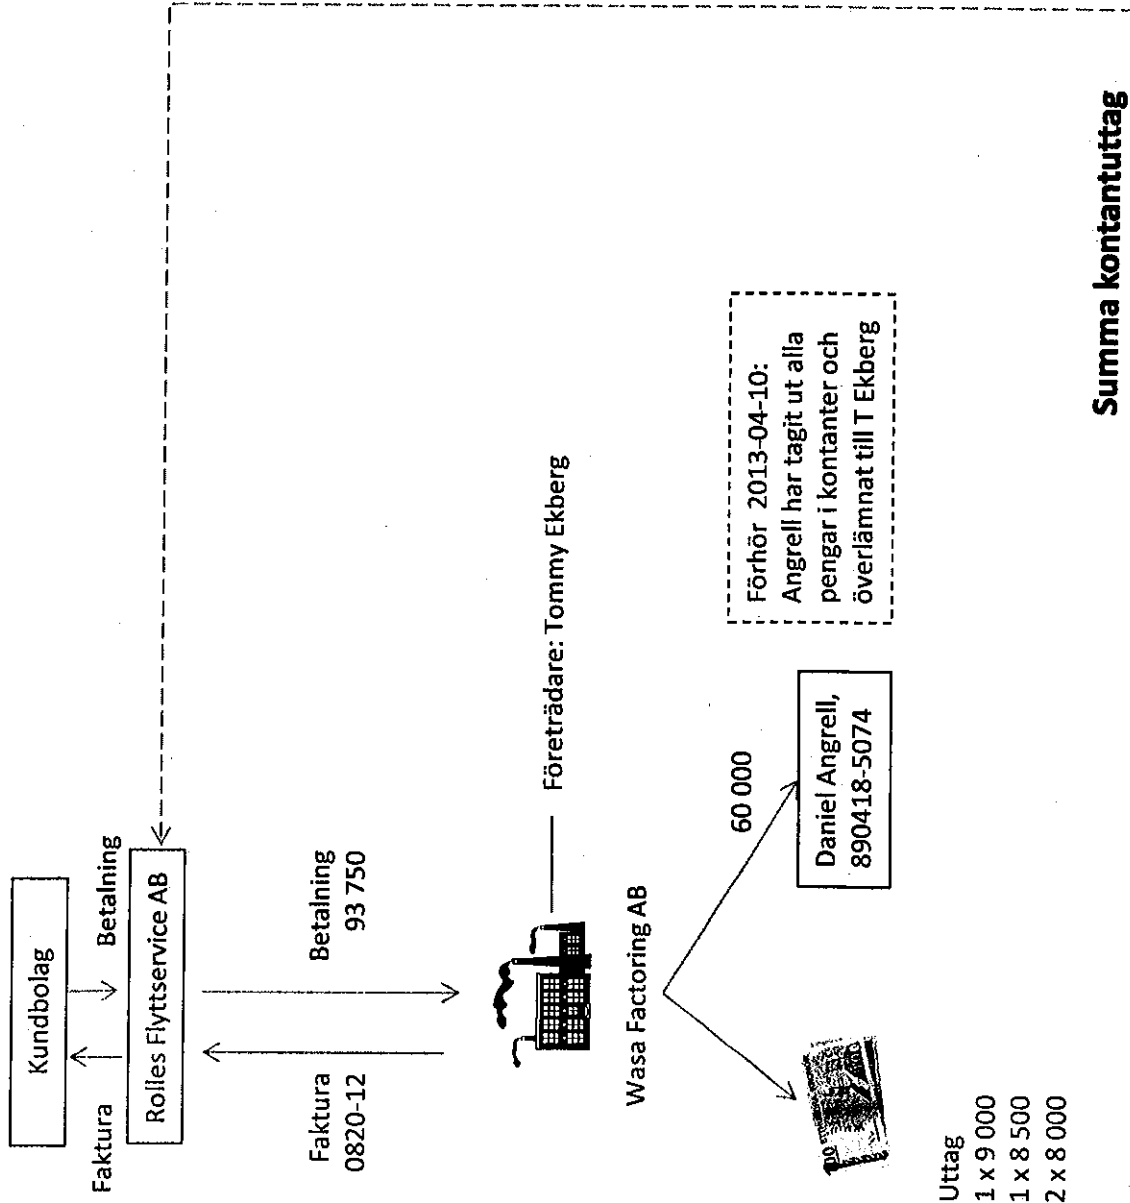 Kundbolag
Faktura
Betalning
Rolles Flyttservice AB
Faktura
0820-12
Betalning
93 750
Företrädare: Tommy Ekberg
Wasa Factoring AB
60 000
Daniel Angrell,
890418-5074
Förhör 2013-04-10:
Angrell har tagit ut alla
pengar i kontanter och
överlämnat till T Ekberg
Uttag
1 x 9 000
1 x 8 500
2 x 8 000
Summa kontantuttag